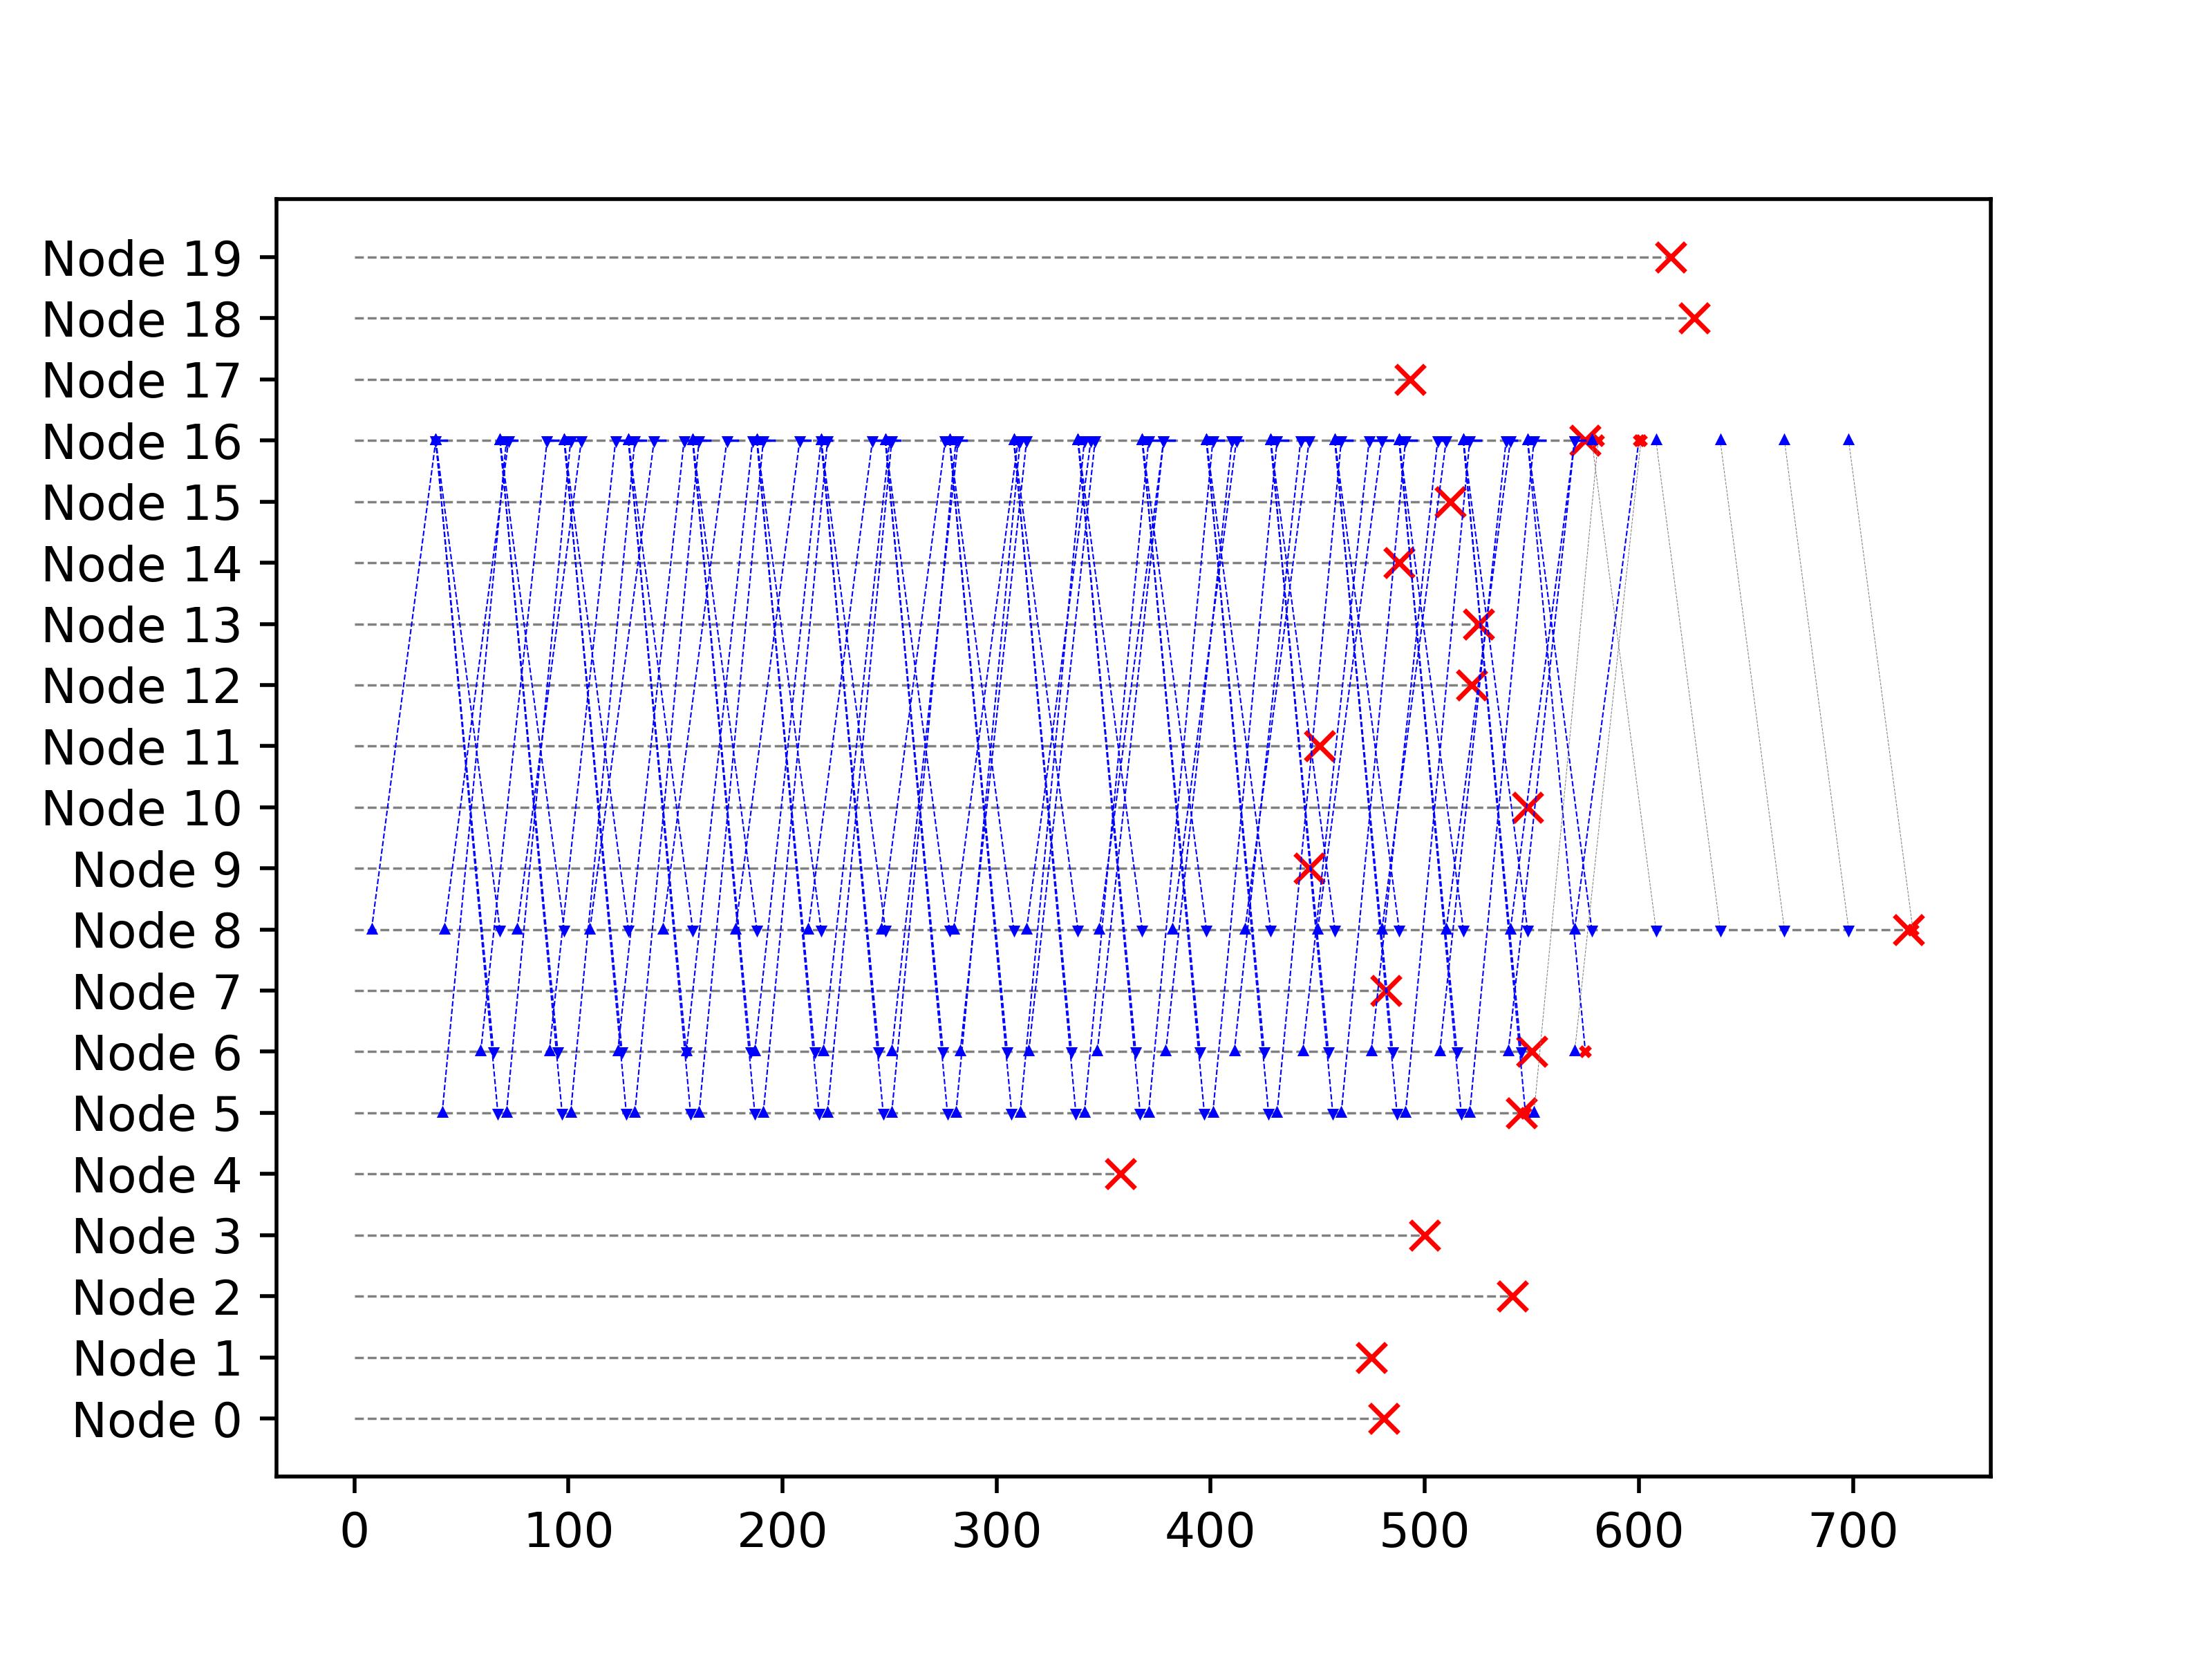 Node 19
Node 18
Node 17
Node 16
Node 15
Node 14
Node 13
Node 12
Node 11
Node 10
Node 9
Node 8
Node 7
Node 6
Node 5
Node 4
Node 3
Node 2
Node 1
Node 0
0 100 200 300 400 500 600 700